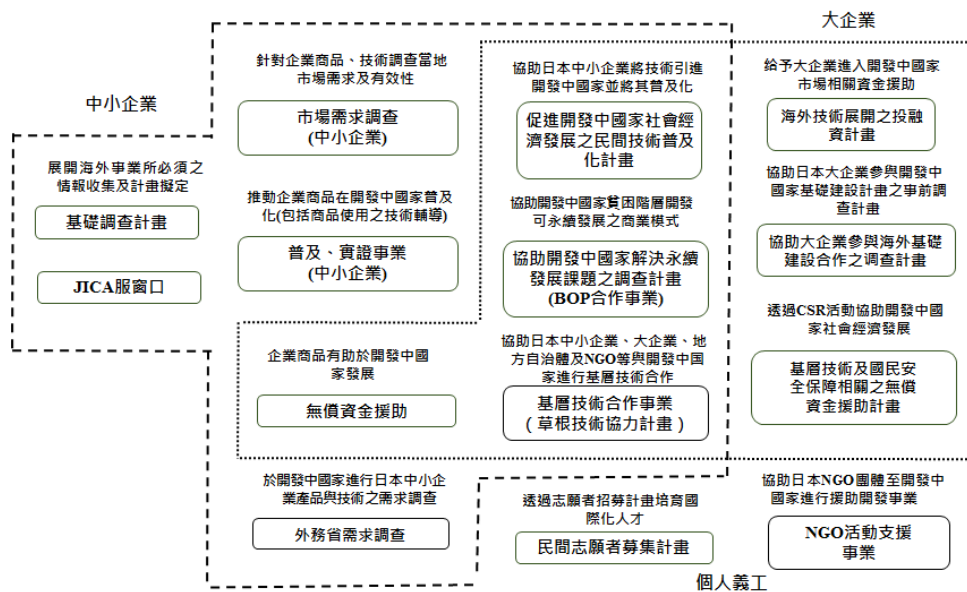 大企業
中小企業
展開海外事業所必須之
情報收集及計畫擬定
基礎調查計畫
JICA服窗口
針對企業商品、技術調查當地
市場需求及有效性
市場需求調查
(中小企業)
推動企業商品在開發中國家普及
化(包括商品使用之技術輔導)
普及、實證事業
(中小企業)
企業商品有助於開發中國
家發展
無償資金援助
於開發中國家進行日本中小企
業產品與技術之需求調查
外務省需求調查
協助日本中小企業將技術引進
開發中國家並將其普及化
促進開發中國家社會經
濟發展之民間技術普及
化計畫
協助開發中國家貧困階層開發
可永續發展之商業模式
協助開發中國家解決永續
發展課題之調查計畫
(BOP合作事業)
協助日本中小企業、大企業、地
方自治體及NGO等與開發中国
家進行基層技術合作
基層技術合作事業
(草根技術協力計畫)
透過志願者招募計畫培育國
際化人才
民間志願者募集計畫
給予大企業進入開發中國家
市場相關資金援助
海外技術展開之投融
資計畫
協助日本大企業參與開發中
國家基礎建設計畫之事前調
查計畫
協助大企業參與海外基礎
建設合作之调查計畫
透過CSR活動協助開發中國
家社會經濟發展
基層技術及國民安
全保障相關之無償
資金援助計畫
協助日本NGO團體至開發中
國家進行援助開發事業
NGO活動支援
事業
個人義工